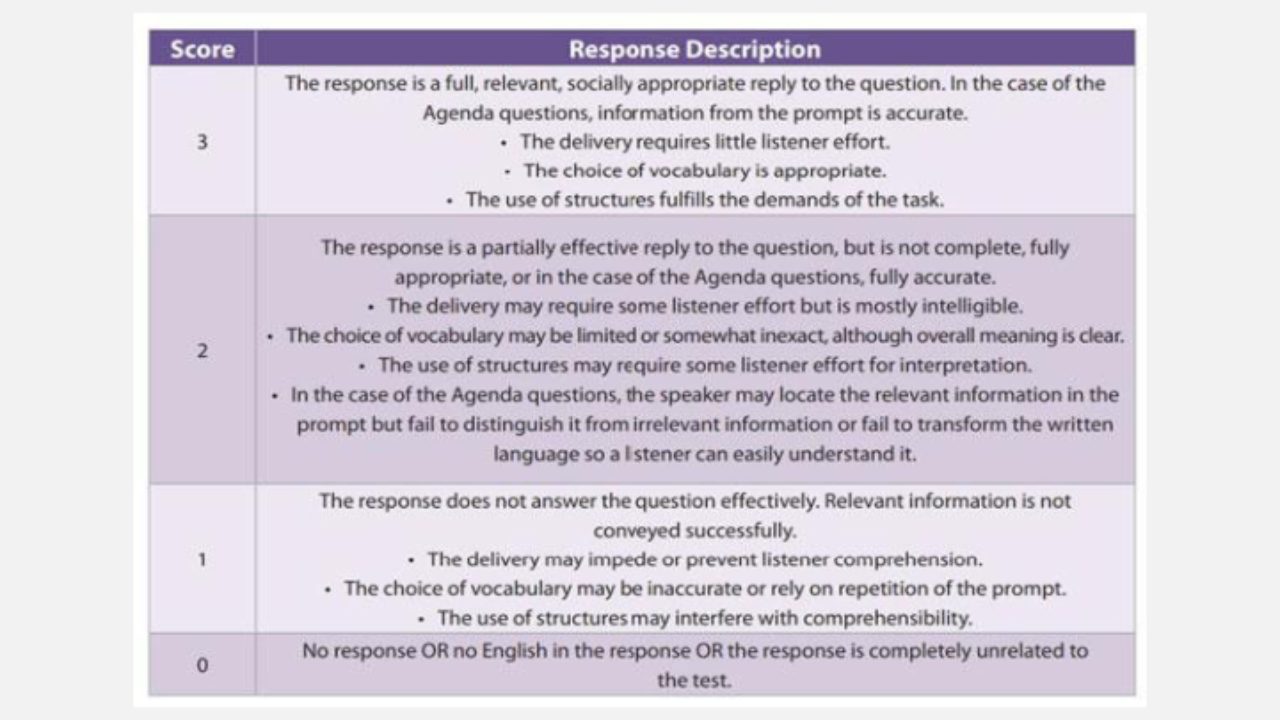 Score Response Description
3
The response is a full, relevant, socially appropriate reply to the question. In the case of the
Agenda questions, information from the prompt is accurate.
• The delivery requires little listener effort.
• The choice of vocabulary is appropriate.
• The use of structures fulfills the demands of the task.
2
The response is a partially effective reply to the question, but is not complete, fully
appropriate, or in the case of the Agenda questions, fully accurate.
• The delivery may require some listener effort but is mostly intelligible.
• The choice of vocabulary may be limited or somewhat inexact, although overall meaning is clear.
• The use of structures may require some listener effort for interpretation.
• In the case of the Agenda questions, the speaker may locate the relevant information in the
prompt but fail to distinguish it from irrelevant information or fail to transform the written
language so a listener can easily understand it.
1
The response does not answer the question effectively. Relevant information is not
conveyed successfully.
• The delivery may impede or prevent listener comprehension.
• The choice of vocabulary may be inaccurate or rely on repetition of the prompt.
• The use of structures may interfere with comprehensibility.
0
No response OR no English in the response OR the response is completely unrelated to
the test.